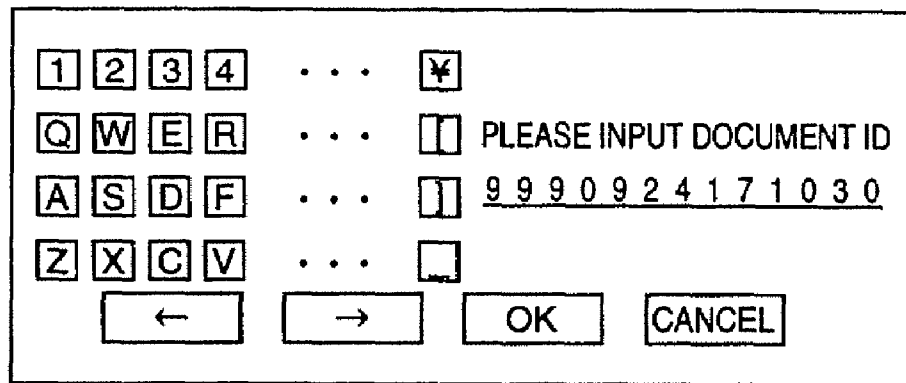 1 2 3 4 · · · ¥
Q W E R · · · [ PLEASE INPUT DOCUMENT ID
A S D F · · · ] 9 9 9 0 9 2 4 1 7 1 0 3 0
Z X C V · · · _
← → OK CANCEL